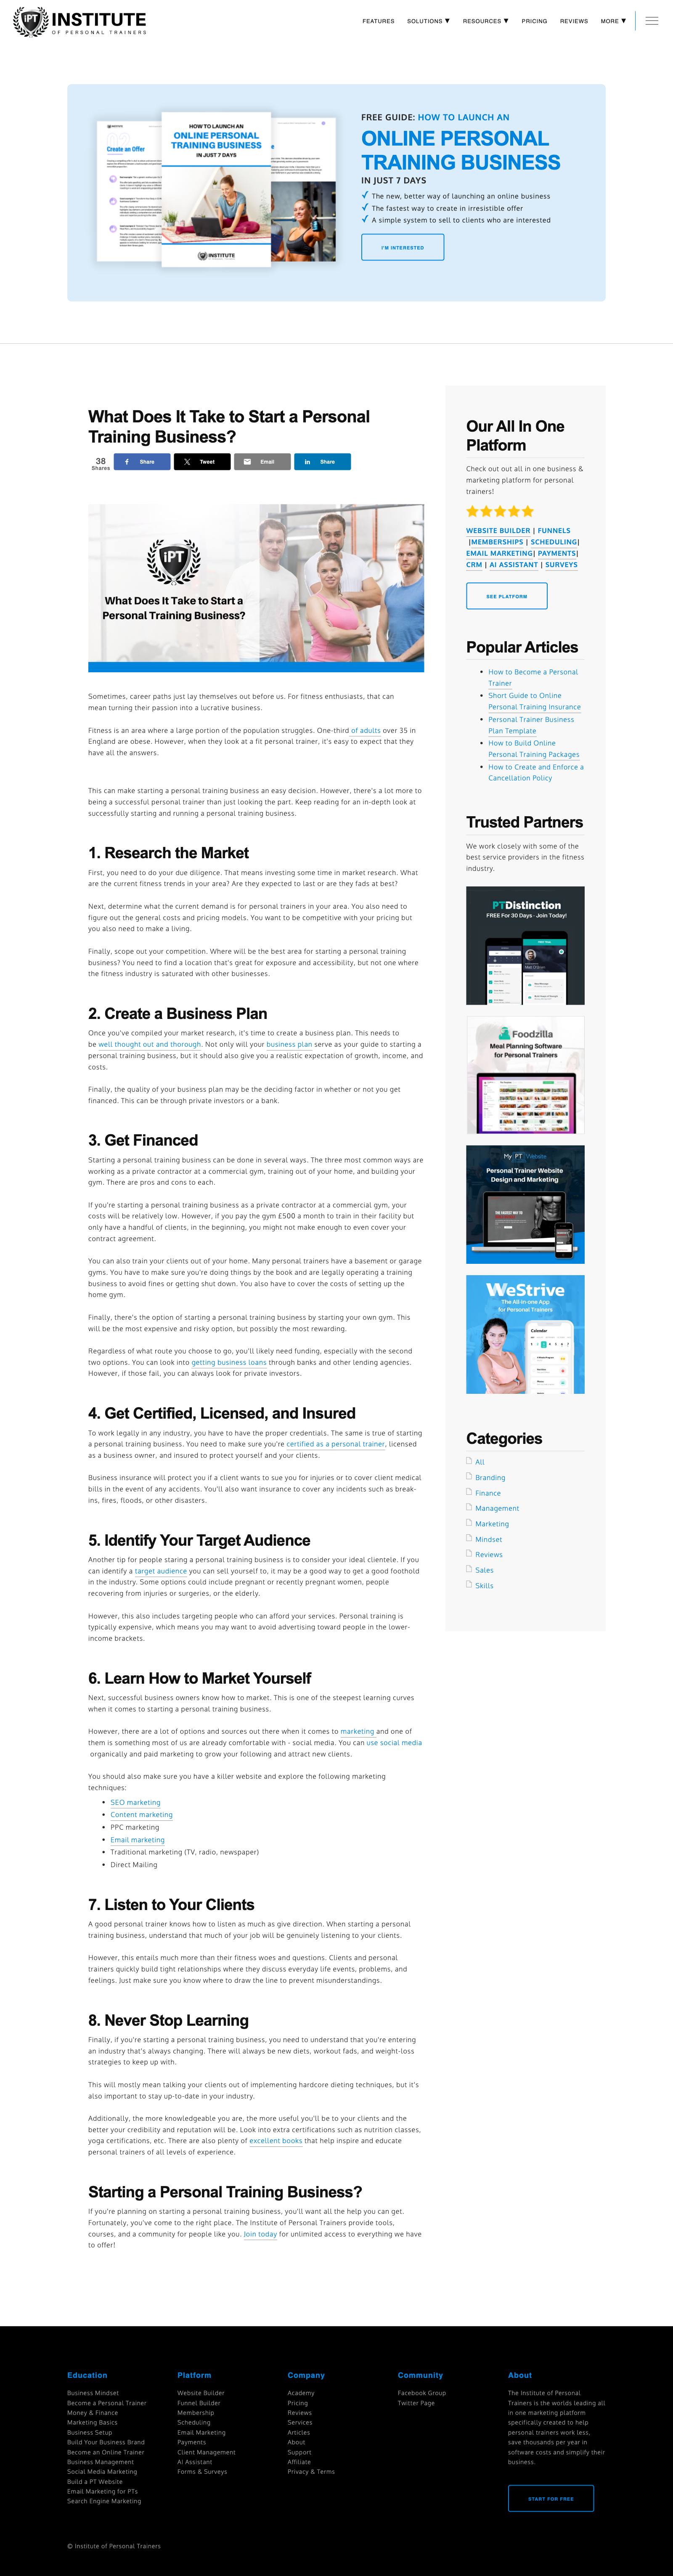 IPT INSTITUTE
OF PERSONAL TRAINERS
FEATURES SOLUTIONS ▼ RESOURCES ▼ PRICING REVIEWS MORE ▼
Create an Offer
HOW TO LAUNCH AN
ONLINE PERSONAL
TRAINING BUSINESS
IN JUST 7 DAYS
INSTITUTE
FREE GUIDE: HOW TO LAUNCH AN
ONLINE PERSONAL
TRAINING BUSINESS
IN JUST 7 DAYS
The new, better way of launching an online business
The fastest way to create in irresistible offer
A simple system to sell to clients who are interested
I'M INTERESTED
What Does It Take to Start a Personal
Training Business?
38
Shares
Share
Tweet
Email
Share
iPT
What Does It Take to Start a
Personal Training Business?
Sometimes, career paths just lay themselves out before us. For fitness enthusiasts, that can
mean turning their passion into a lucrative business.
Fitness is an area where a large portion of the population struggles. One-third of adults over 35 in
England are obese. However, when they look at a fit personal trainer, it's easy to expect that they
have all the answers.
This can make starting a personal training business an easy decision. However, there's a lot more to
being a successful personal trainer than just looking the part. Keep reading for an in-depth look at
successfully starting and running a personal training business.
1. Research the Market
First, you need to do your due diligence. That means investing some time in market research. What
are the current fitness trends in your area? Are they expected to last or are they fads at best?
Next, determine what the current demand is for personal trainers in your area. You also need to
figure out the general costs and pricing models. You want to be competitive with your pricing but
you also need to make a living.
Finally, scope out your competition. Where will be the best area for starting a personal training
business? You need to find a location that's great for exposure and accessibility, but not one where
the fitness industry is saturated with other businesses.
2. Create a Business Plan
Once you've compiled your market research, it's time to create a business plan. This needs to
be well thought out and thorough. Not only will your business plan serve as your guide to starting a
personal training business, but it should also give you a realistic expectation of growth, income, and
costs.
Finally, the quality of your business plan may be the deciding factor in whether or not you get
financed. This can be through private investors or a bank.
3. Get Financed
Starting a personal training business can be done in several ways. The three most common ways are
working as a private contractor at a commercial gym, training out of your home, and building your
gym. There are pros and cons to each.
If you're starting a personal training business as a private contractor at a commercial gym, your
costs will be relatively low. However, if you pay the gym £500 a month to train in their facility but
only have a handful of clients, in the beginning, you might not make enough to even cover your
contract agreement.
You can also train your clients out of your home. Many personal trainers have a basement or garage
gyms. You have to make sure you're doing things by the book and are legally operating a training
business to avoid fines or getting shut down. You also have to cover the costs of setting up the
home gym.
Finally, there's the option of starting a personal training business by starting your own gym. This
will be the most expensive and risky option, but possibly the most rewarding.
Regardless of what route you choose to go, you'll likely need funding, especially with the second
two options. You can look into getting business loans through banks and other lending agencies.
However, if those fail, you can always look for private investors.
4. Get Certified, Licensed, and Insured
To work legally in any industry, you have to have the proper credentials. The same is true of starting
a personal training business. You need to make sure you're certified as a personal trainer, licensed
as a business owner, and insured to protect yourself and your clients.
Business insurance will protect you if a client wants to sue you for injuries or to cover client medical
bills in the event of any accidents. You'll also want insurance to cover any incidents such as break-
ins, fires, floods, or other disasters.
5. Identify Your Target Audience
Another tip for people staring a personal training business is to consider your ideal clientele. If you
can identify a target audience you can sell yourself to, it may be a good way to get a good foothold
in the industry. Some options could include pregnant or recently pregnant women, people
recovering from injuries or surgeries, or the elderly.
However, this also includes targeting people who can afford your services. Personal training is
typically expensive, which means you may want to avoid advertising toward people in the lower-
income brackets.
6. Learn How to Market Yourself
Next, successful business owners know how to market. This is one of the steepest learning curves
when it comes to starting a personal training business.
However, there are a lot of options and sources out there when it comes to marketing and one of
them is something most of us are already comfortable with - social media. You can use social media
organically and paid marketing to grow your following and attract new clients.
You should also make sure you have a killer website and explore the following marketing
techniques:
SEO marketing
Content marketing
PPC marketing
Email marketing
Traditional marketing (TV, radio, newspaper)
Direct Mailing
7. Listen to Your Clients
A good personal trainer knows how to listen as much as give direction. When starting a personal
training business, understand that much of your job will be genuinely listening to your clients.
However, this entails much more than their fitness woes and questions. Clients and personal
trainers quickly build tight relationships where they discuss everyday life events, problems, and
feelings. Just make sure you know where to draw the line to prevent misunderstandings.
8. Never Stop Learning
Finally, if you're starting a personal training business, you need to understand that you're entering
an industry that's always changing. There will always be new diets, workout fads, and weight-loss
strategies to keep up with.
This will mostly mean talking your clients out of implementing hardcore dieting techniques, but it's
also important to stay up-to-date in your industry.
Additionally, the more knowledgeable you are, the more useful you'll be to your clients and the
better your credibility and reputation will be. Look into extra certifications such as nutrition classes,
yoga certifications, etc. There are also plenty of excellent books that help inspire and educate
personal trainers of all levels of experience.
Starting a Personal Training Business?
If you're planning on starting a personal training business, you'll want all the help you can get.
Fortunately, you've come to the right place. The Institute of Personal Trainers provide tools,
courses, and a community for people like you. Join today for unlimited access to everything we have
to offer!
Our All In One
Platform
Check out out all in one business &
marketing platform for personal
trainers!
WEBSITE BUILDER | FUNNELS
|MEMBERSHIPS | SCHEDULING|
EMAIL MARKETING| PAYMENTS|
CRM | AI ASSISTANT | SURVEYS
SEE PLATFORM
Popular Articles
How to Become a Personal
Trainer
Short Guide to Online
Personal Training Insurance
Personal Trainer Business
Plan Template
How to Build Online
Personal Training Packages
How to Create and Enforce a
Cancellation Policy
Trusted Partners
We work closely with some of the
best service providers in the fitness
industry.
PTDistinction
FREE For 30 Days - Join Today!
Foodzilla
Meal Planning Software
for Personal Trainers
My PT Website
Personal Trainer Website
Design and Marketing
WeStrive
The All-in-one App
for Personal Trainers
Calendar
Categories
All
Branding
Finance
Management
Marketing
Mindset
Reviews
Sales
Skills
Education
Business Mindset
Become a Personal Trainer
Money & Finance
Marketing Basics
Business Setup
Build Your Business Brand
Become an Online Trainer
Business Management
Social Media Marketing
Build a PT Website
Email Marketing for PTs
Search Engine Marketing
Platform
Website Builder
Funnel Builder
Membership
Scheduling
Email Marketing
Payments
Client Management
AI Assistant
Forms & Surveys
Company
Academy
Pricing
Reviews
Services
Articles
About
Support
Affiliate
Privacy & Terms
Community
Facebook Group
Twitter Page
About
The Institute of Personal
Trainers is the worlds leading all
in one marketing platform
specifically created to help
personal trainers work less,
save thousands per year in
software costs and simplify their
business.
START FOR FREE
© Institute of Personal Trainers